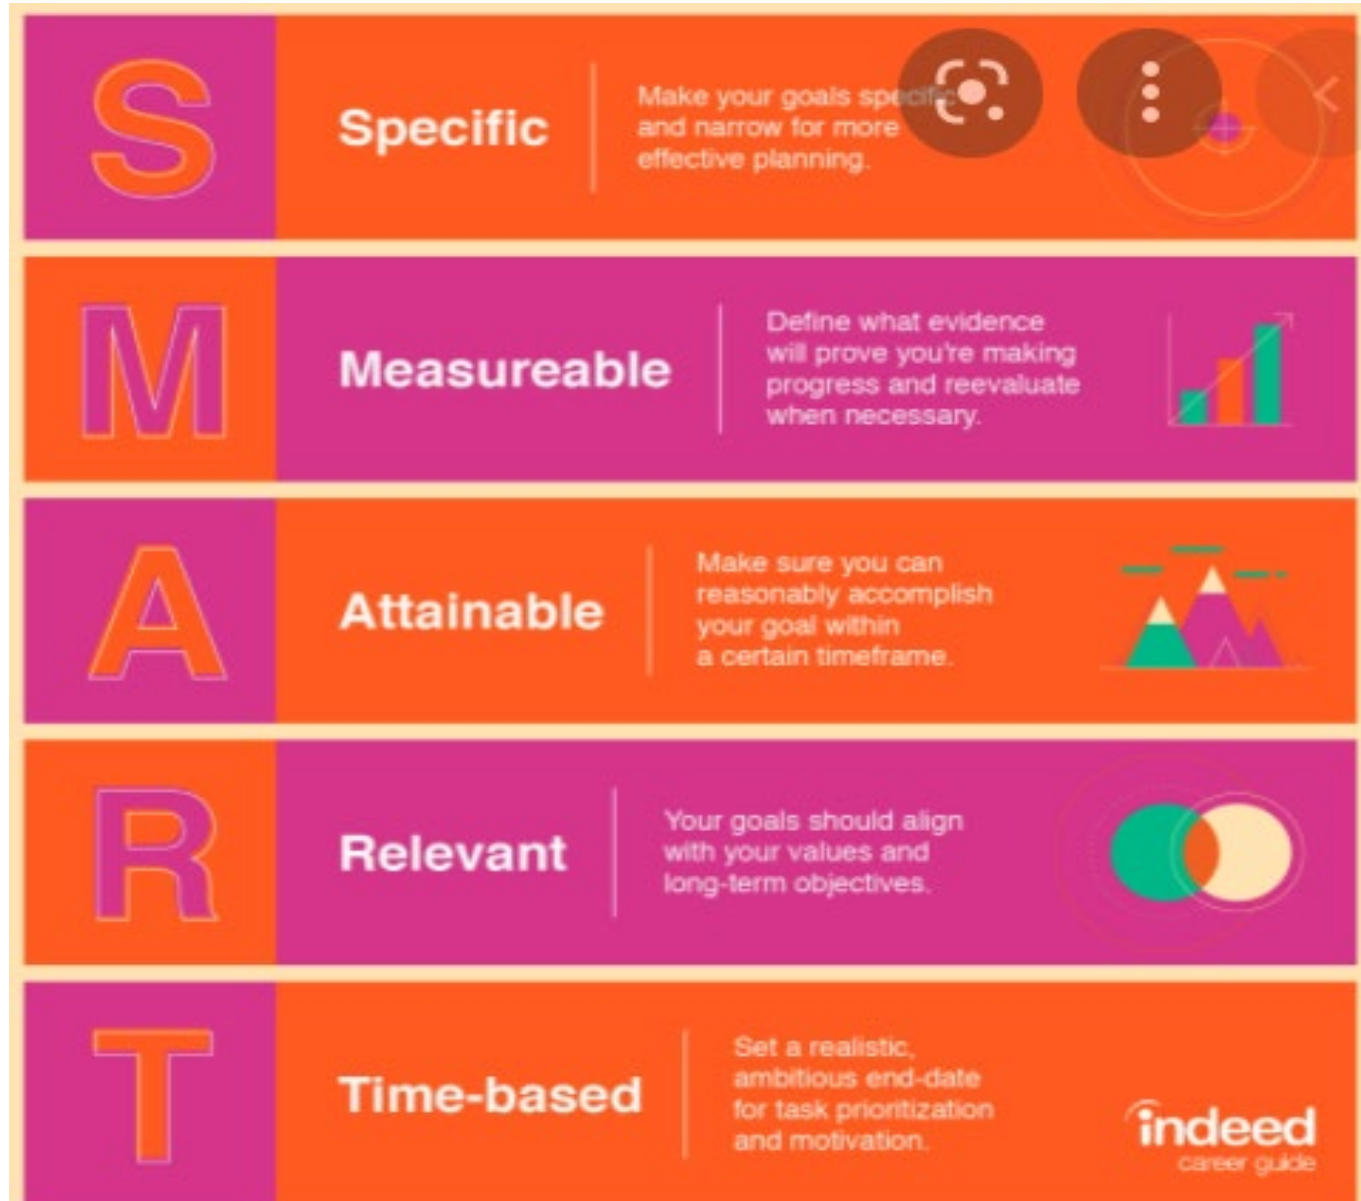 S
Specific
Make your goals specific
and narrow for more
effective planning.
M
Measureable
Define what evidence
will prove you're making
progress and reevaluate
when necessary.
A
Attainable
Make sure you can
reasonably accomplish
your goal within
a certain timeframe.
R
Relevant
Your goals should align
with your values and
long-term objectives.
T
Time-based
Set a realistic,
ambitious end-date
for task prioritization
and motivation.
indeed
career guide